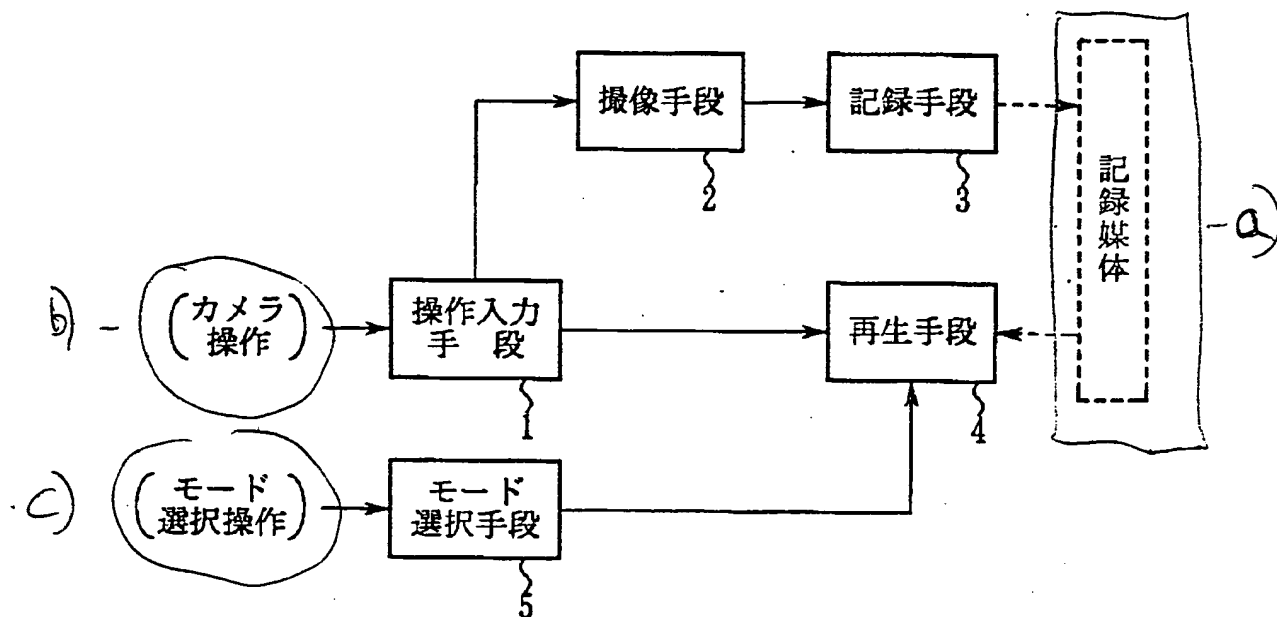 撮像手段
2
記録手段
3
記録媒体
a)
b)
(カメラ
操作)
操作入力
手 段
1
再生手段
4
c)
(モード
選択操作)
モード
選択手段
5